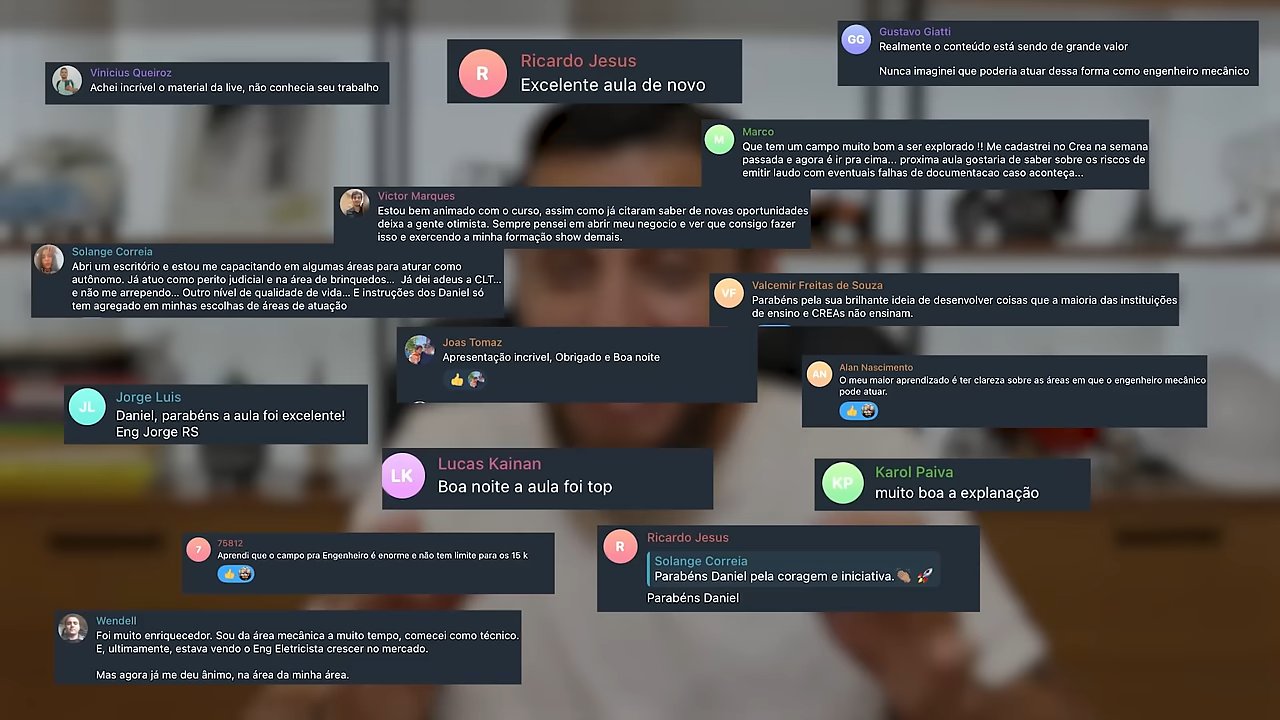 Vinicius Queiroz
Achei incrível o material da live, não conhecia seu trabalho
R
Ricardo Jesus
Excelente aula de novo
GG
Gustavo Giatti
Realmente o conteúdo está sendo de grande valor
Nunca imaginei que poderia atuar dessa forma como engenheiro mecânico
M
Marco
Que tem um campo muito bom a ser explorado !! Me cadastrei no Crea na semana
passada e agora é ir pra cima... proxima aula gostaria de saber sobre os riscos de
emitir laudo com eventuais falhas de documentacao caso aconteça...
Victor Marques
Estou bem animado com o curso, assim como já citaram saber de novas oportunidades
deixa a gente otimista. Sempre pensei em abrir meu negocio e ver que consigo fazer
isso e exercendo a minha formação show demais.
Solange Correia
Abri um escritório e estou me capacitando em algumas áreas para aturar como
autônomo. Já atuo como perito judicial e na área de brinquedos... Já dei adeus a CLT...
e não me arrependo... Outro nível de qualidade de vida... E instruções dos Daniel só
tem agregado em minhas escolhas de áreas de atuação
VF
Valcemir Freitas de Souza
Parabéns pela sua brilhante ideia de desenvolver coisas que a maioria das instituições
de ensino e CREAs não ensinam.
Joas Tomaz
Apresentação incrivel, Obrigado e Boa noite
AN
Alan Nascimento
O meu maior aprendizado é ter clareza sobre as áreas em que o engenheiro mecânico
pode atuar.
JL
Jorge Luis
Daniel, parabéns a aula foi excelente!
Eng Jorge RS
LK
Lucas Kainan
Boa noite a aula foi top
KP
Karol Paiva
muito boa a explanação
7
75812
Aprendi que o campo pra Engenheiro é enorme e não tem limite para os 15 k
R
Ricardo Jesus
Solange Correia
Parabéns Daniel pela coragem e iniciativa.👏🏽 🚀
Parabéns Daniel
Wendell
Foi muito enriquecedor. Sou da área mecânica a muito tempo, comecei como técnico.
E, ultimamente, estava vendo o Eng Eletricista crescer no mercado.
Mas agora já me deu ânimo, na área da minha área.